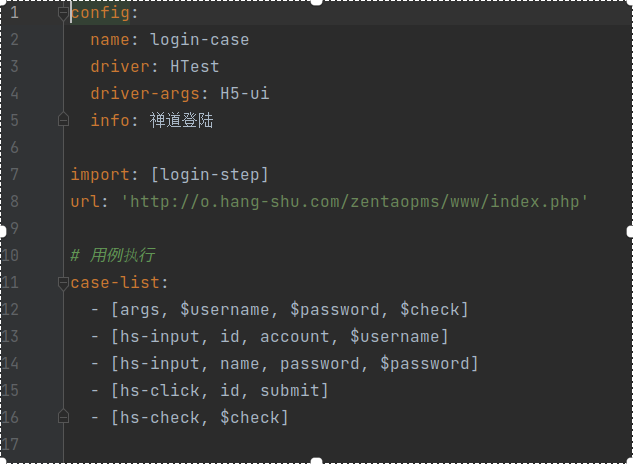 1 config:
2   name: login-case
3   driver: HTest
4   driver-args: H5-ui
5   info: 禅道登陆
6
7 import: [login-step]
8 url: 'http://o.hang-shu.com/zentaopms/www/index.php'
9
10 # 用例执行
11 case-list:
12   - [args, $username, $password, $check]
13   - [hs-input, id, account, $username]
14   - [hs-input, name, password, $password]
15   - [hs-click, id, submit]
16   - [hs-check, $check]
17